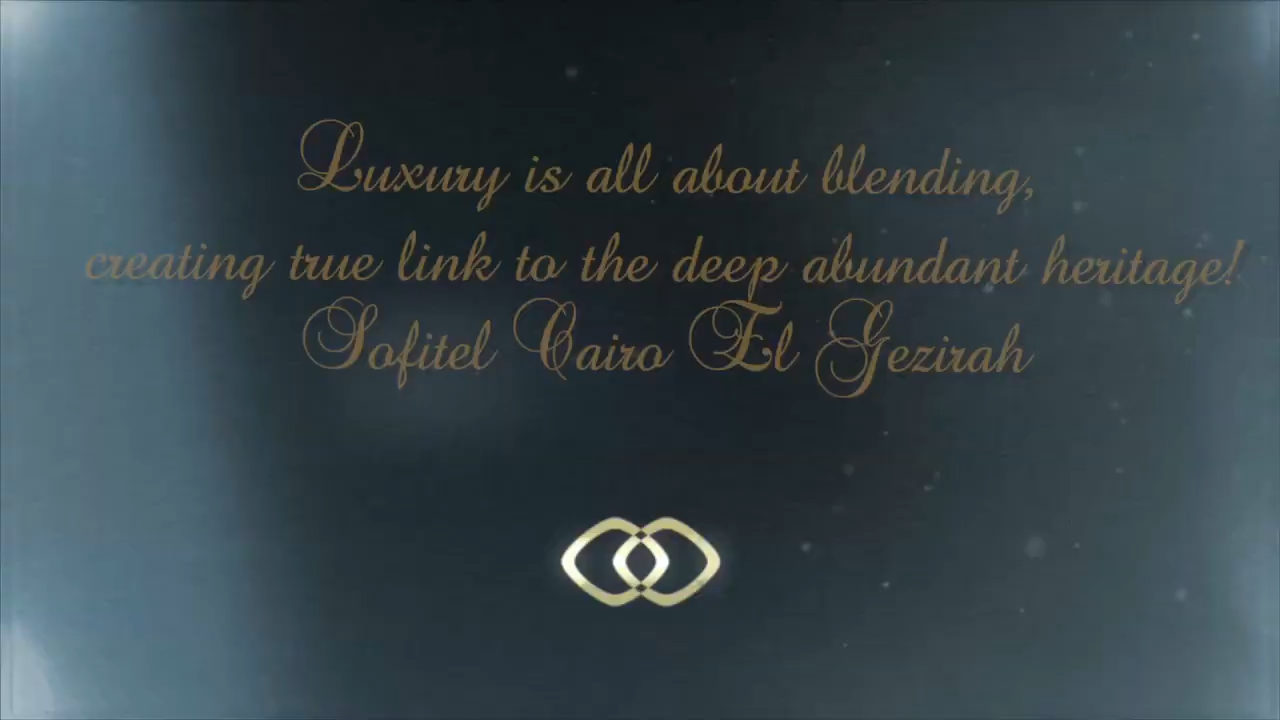 Luxury is all about blending,
creating true link to the deep abundant heritage!
Sofitel Cairo El Gezirah